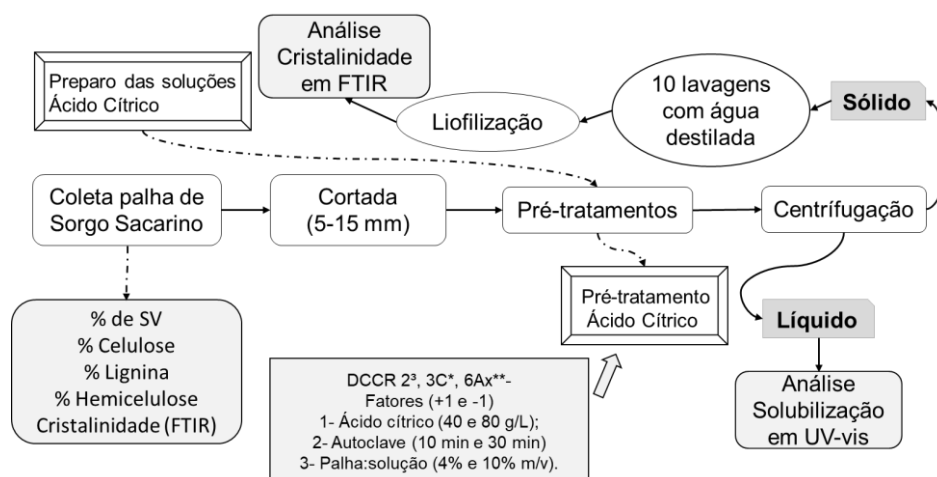 Preparo das soluções
Ácido Cítrico
Análise
Cristalinidade
em FTIR
Liofilização
10 lavagens
com água
destilada
Sólido
Coleta palha de
Sorgo Sacarino
Cortada
(5-15 mm)
Pré-tratamentos
Centrífugação
% de SV
% Celulose
% Lignina
% Hemicelulose
Cristalinidade (FTIR)
Pré-tratamento
Ácido Cítrico
DCCR 2³, 3C*, 6Ax**-
Fatores (+1 e -1)
1- Ácido cítrico (40 e 80 g/L);
2- Autoclave (10 min e 30 min)
3- Palha:solução (4% e 10% m/v).
Líquido
Análise
Solubilização
em UV-vis